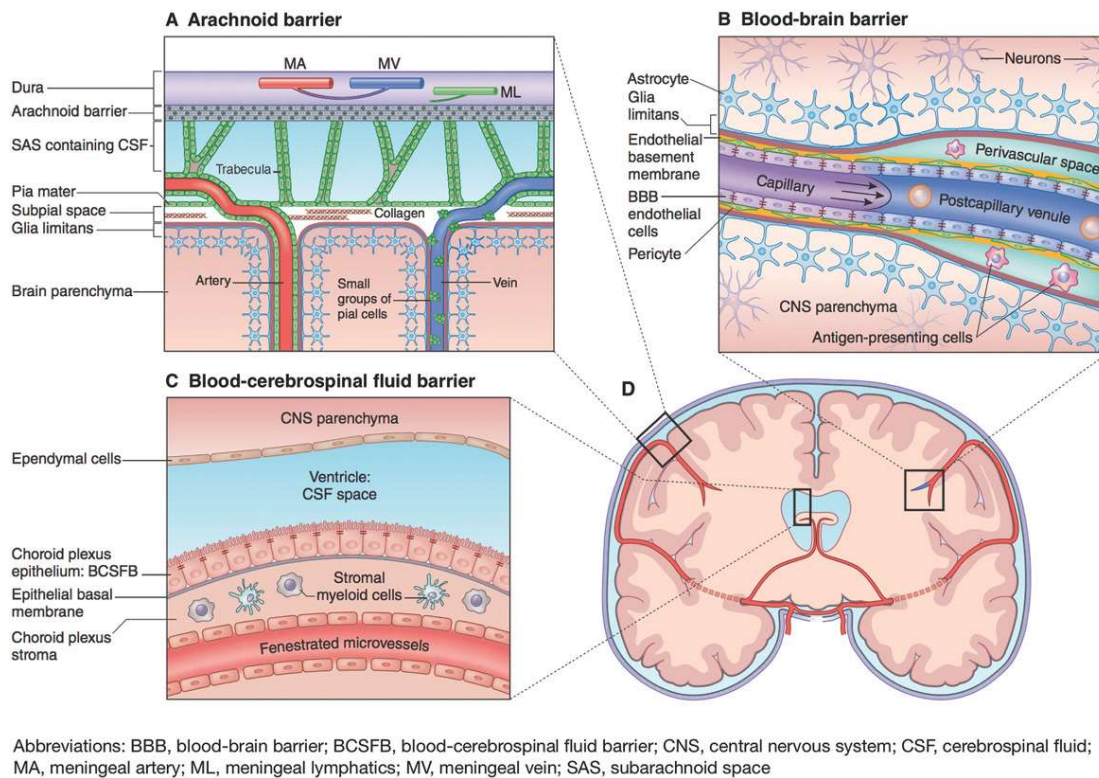 A Arachnoid barrier
MA
MV
ML
Dura
Arachnoid barrier
SAS containing CSF
Trabecula
Pia mater
Subpial space
Glia limitans
Collagen
Brain parenchyma
Artery
Small
groups of
pial cells
Vein
B Blood-brain barrier
Neurons
Astrocyte
Glia
limitans
Endothelial
basement
membrane
BBB
endothelial
cells
Pericyte
Perivascular space
Capillary
Postcapillary venule
CNS parenchyma
Antigen-presenting cells
C Blood-cerebrospinal fluid barrier
CNS parenchyma
Ependymal cells
Ventricle:
CSF space
Choroid plexus
epithelium: BCSFB
Epithelial basal
membrane
Choroid plexus
stroma
Stromal
myeloid cells
Fenestrated microvessels
D
Abbreviations: BBB, blood-brain barrier; BCSFB, blood-cerebrospinal fluid barrier; CNS, central nervous system; CSF, cerebrospinal fluid;
MA, meningeal artery; ML, meningeal lymphatics; MV, meningeal vein; SAS, subarachnoid space